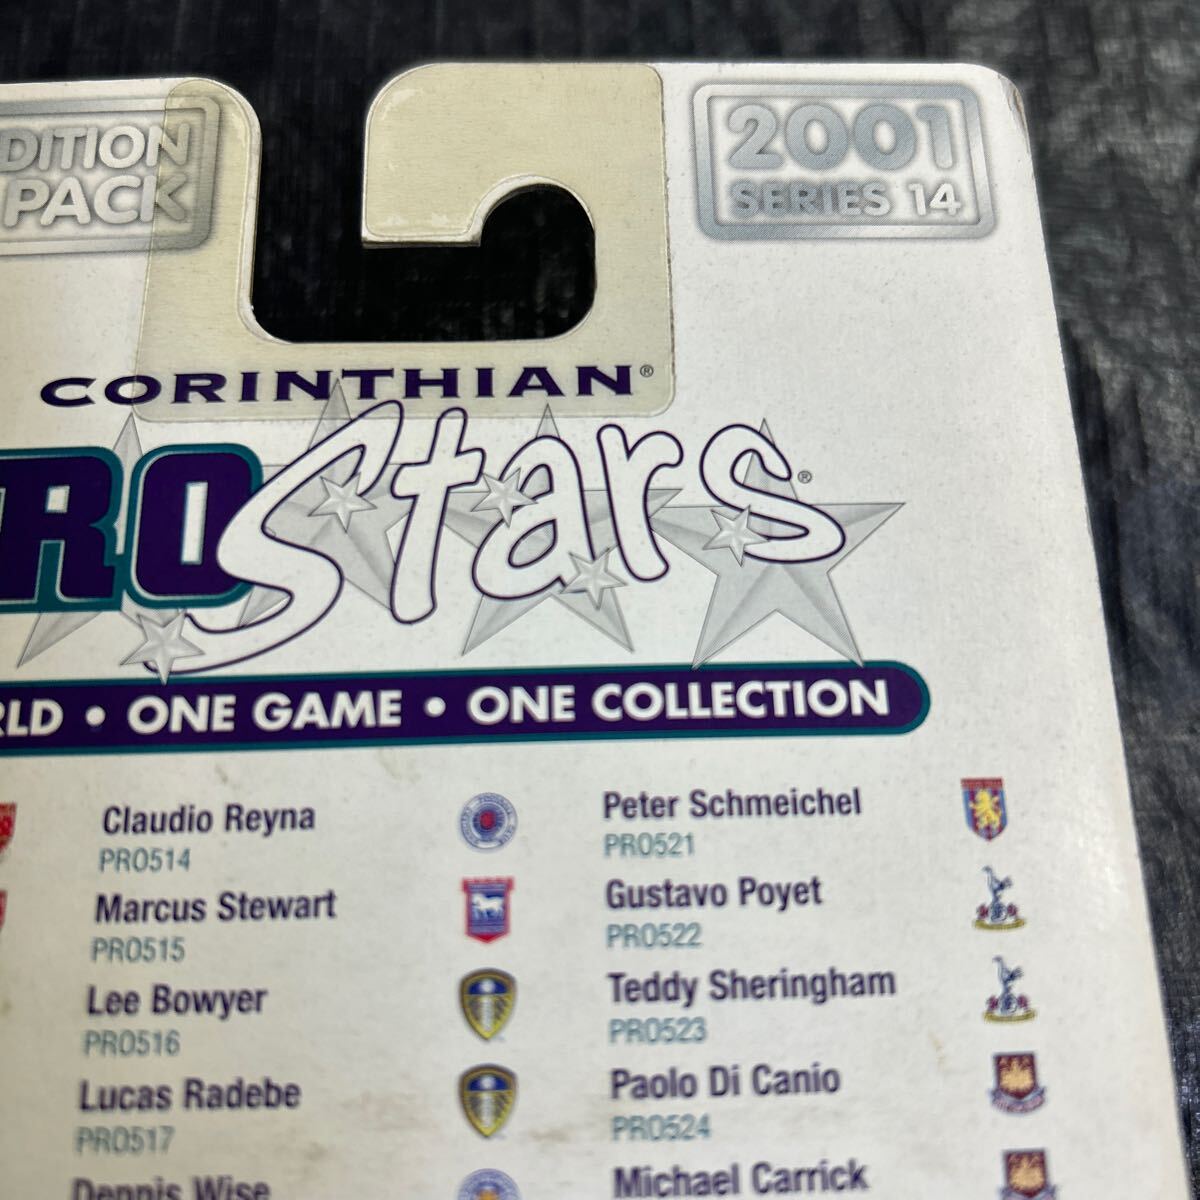 DITION
PACK
2001
SERIES 14
CORINTHIAN®
ROStars®
RLD • ONE GAME • ONE COLLECTION
Claudio Reyna
PRO514
Marcus Stewart
PRO515
Lee Bowyer
PRO516
Lucas Radebe
PRO517
Dennis Wise
Peter Schmeichel
PRO521
Gustavo Poyet
PRO522
Teddy Sheringham
PRO523
Paolo Di Canio
PRO524
Michael Carrick